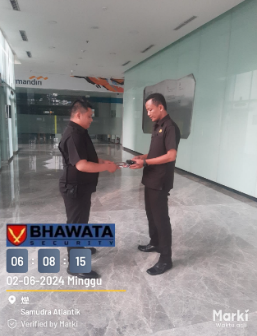 mandiri
BHAWATA
SECURITY
06 : 08 : 15
02-06-2024 Minggu
Samudra Atlantik
Verified by Marki
Marki